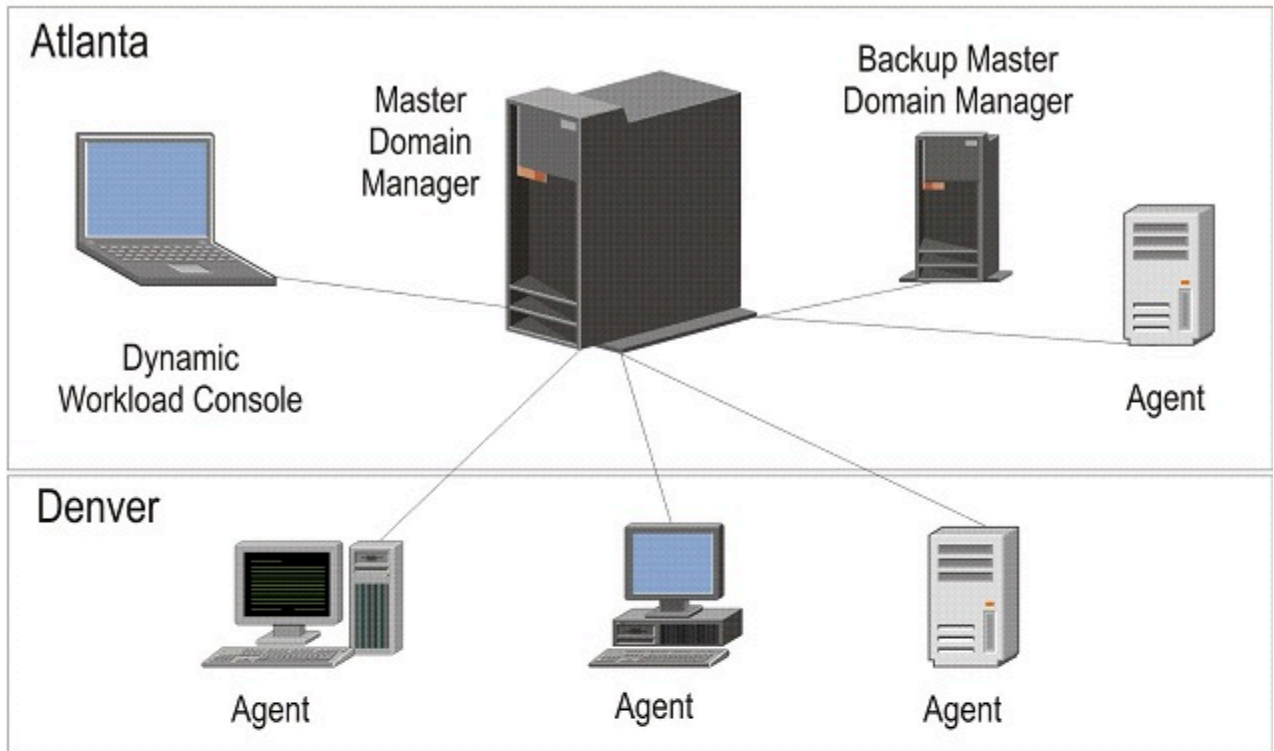 Atlanta
Master
Domain
Manager
Backup Master
Domain Manager
Dynamic
Workload Console
Agent
Denver
Agent
Agent
Agent